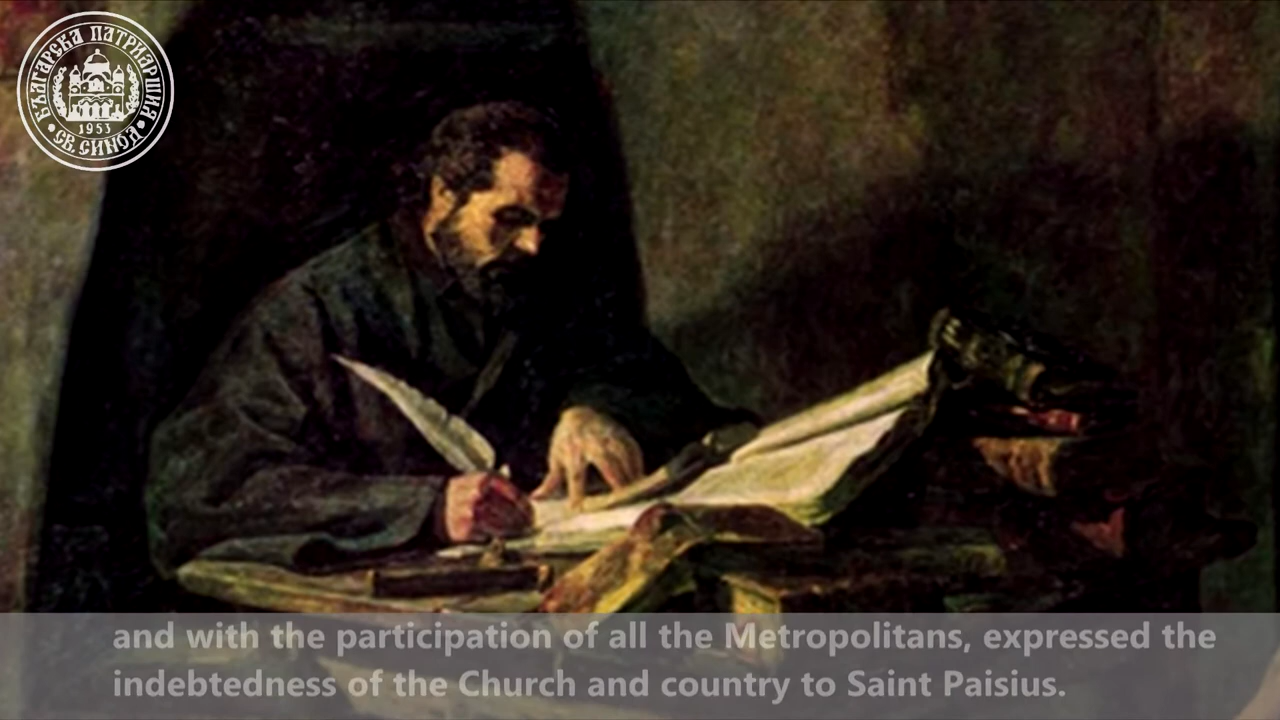 БЪЛГАРСКА ПАТРИАРШИЯ
1953
• СВ. СИНОД •
and with the participation of all the Metropolitans, expressed the
indebtedness of the Church and country to Saint Paisius.